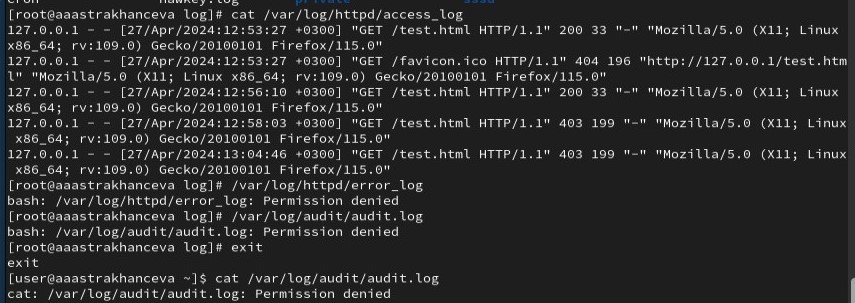 [root@aaastrakhanceva log]# cat /var/log/httpd/access_log
127.0.0.1 - - [27/Apr/2024:12:53:27 +0300] "GET /test.html HTTP/1.1" 200 33 "-" "Mozilla/5.0 (X11; Linux
x86_64; rv:109.0) Gecko/20100101 Firefox/115.0"
127.0.0.1 - - [27/Apr/2024:12:53:27 +0300] "GET /favicon.ico HTTP/1.1" 404 196 "http://127.0.0.1/test.htm
l" "Mozilla/5.0 (X11; Linux x86_64; rv:109.0) Gecko/20100101 Firefox/115.0"
127.0.0.1 - - [27/Apr/2024:12:56:10 +0300] "GET /test.html HTTP/1.1" 200 33 "-" "Mozilla/5.0 (X11; Linux
x86_64; rv:109.0) Gecko/20100101 Firefox/115.0"
127.0.0.1 - - [27/Apr/2024:12:58:03 +0300] "GET /test.html HTTP/1.1" 403 199 "-" "Mozilla/5.0 (X11; Linux
x86_64; rv:109.0) Gecko/20100101 Firefox/115.0"
127.0.0.1 - - [27/Apr/2024:13:04:46 +0300] "GET /test.html HTTP/1.1" 403 199 "-" "Mozilla/5.0 (X11; Linux
x86_64; rv:109.0) Gecko/20100101 Firefox/115.0"
[root@aaastrakhanceva log]# /var/log/httpd/error_log
bash: /var/log/httpd/error_log: Permission denied
[root@aaastrakhanceva log]# /var/log/audit/audit.log
bash: /var/log/audit/audit.log: Permission denied
[root@aaastrakhanceva log]# exit
exit
[user@aaastrakhanceva ~]$ cat /var/log/audit/audit.log
cat: /var/log/audit/audit.log: Permission denied